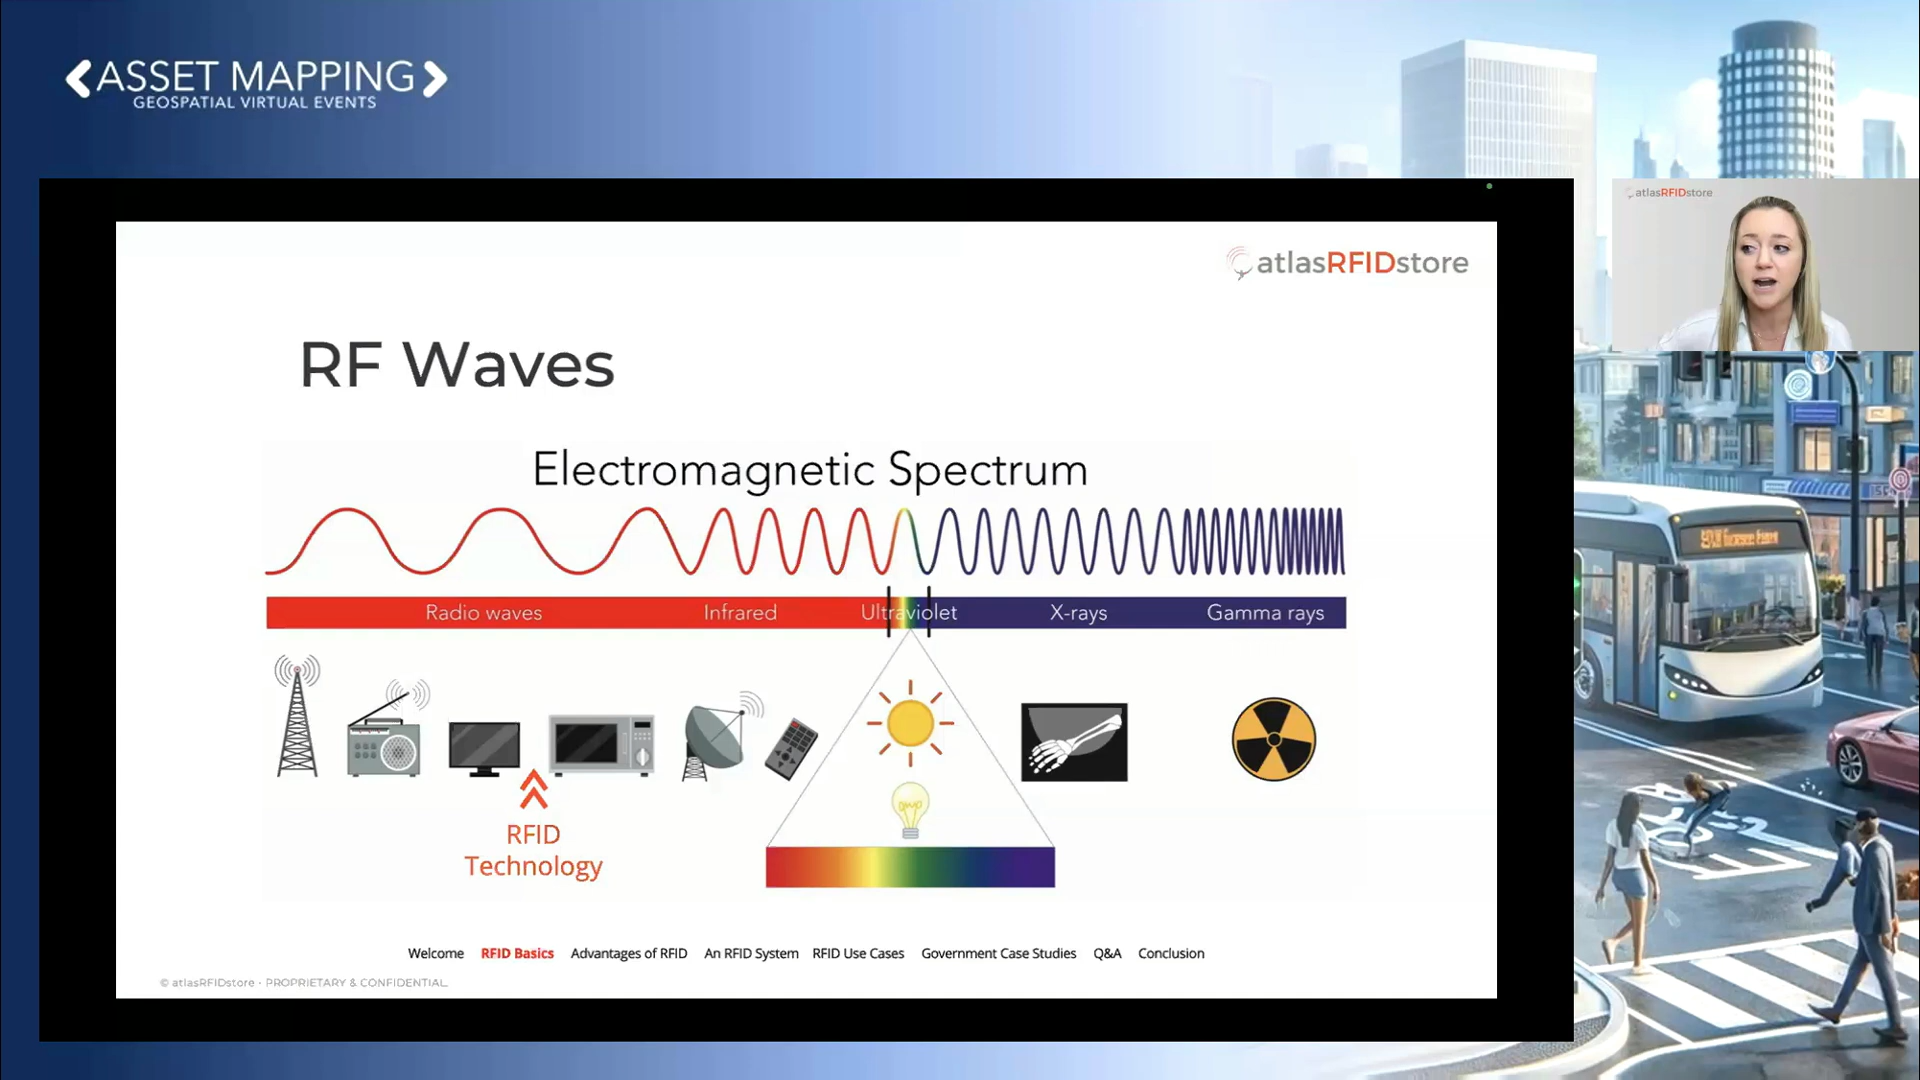 ASSET MAPPING
GEOSPATIAL VIRTUAL EVENTS
atlasRFIDstore
atlasRFIDstore
RF Waves
Electromagnetic Spectrum
Radio waves
Infrared
Ultraviolet
X-rays
Gamma rays
RFID
Technology
Welcome RFID Basics Advantages of RFID An RFID System RFID Use Cases Government Case Studies Q&A Conclusion
© atlasRFIDstore - PROPRIETARY & CONFIDENTIAL